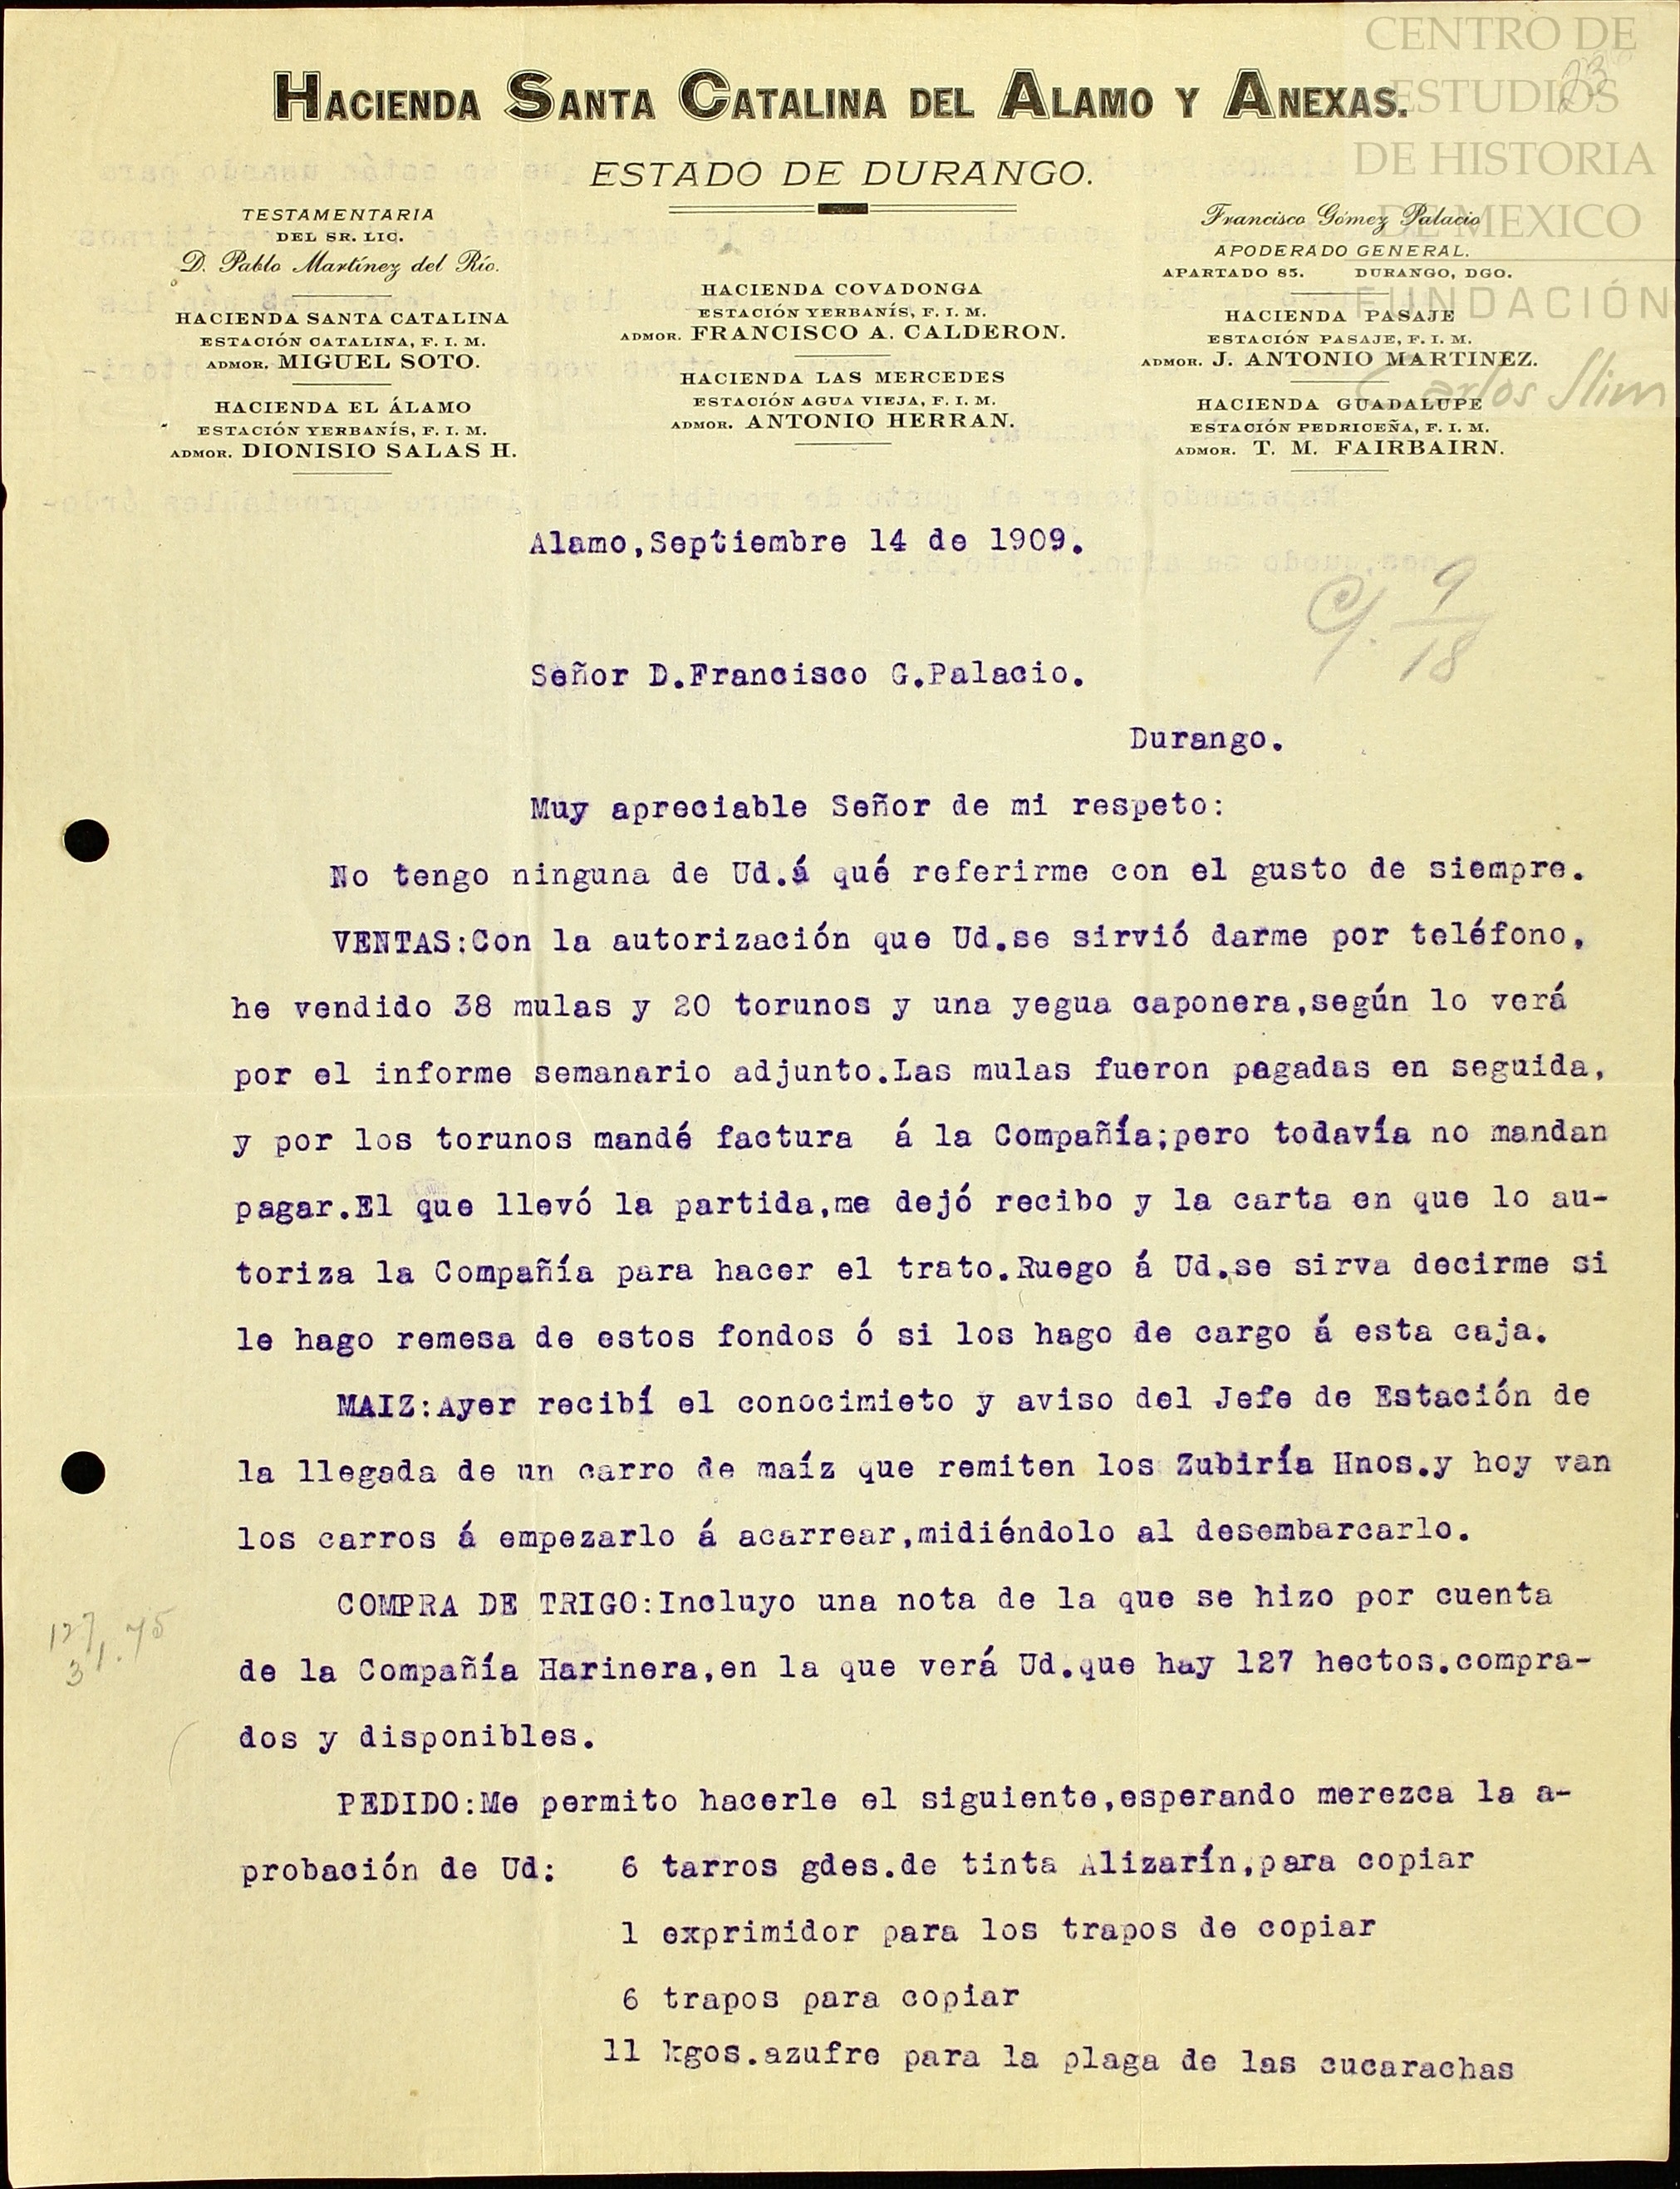 CENTRO DE
ESTUDIOS
DE HISTORIA
DE MEXICO
FUNDACIÓN
Carlos Slim
23
HACIENDA SANTA CATALINA DEL ALAMO Y ANEXAS.
ESTADO DE DURANGO.
TESTAMENTARIA
DEL SR. LIC.
D. Pablo Martínez del Río.
HACIENDA SANTA CATALINA
ESTACIÓN CATALINA, F. I. M.
ADMOR. MIGUEL SOTO.
HACIENDA EL ÁLAMO
ESTACIÓN YERBANÍS, F. I. M.
ADMOR. DIONISIO SALAS H.
HACIENDA COVADONGA
ESTACIÓN YERBANÍS, F. I. M.
ADMOR. FRANCISCO A. CALDERON.
HACIENDA LAS MERCEDES
ESTACIÓN AGUA VIEJA, F. I. M.
ADMOR. ANTONIO HERRAN.
Francisco Gómez Palacio
APODERADO GENERAL.
APARTADO 85. DURANGO, DGO.
HACIENDA PASAJE
ESTACIÓN PASAJE, F. I. M.
ADMOR. J. ANTONIO MARTINEZ.
HACIENDA GUADALUPE
ESTACIÓN PEDRICEÑA, F. I. M.
ADMOR. T. M. FAIRBAIRN.
Alamo,Septiembre 14 de 1909.
C/. 9/18
Señor D.Francisco G.Palacio.
Durango.
Muy apreciable Señor de mi respeto:
No tengo ninguna de Ud.á qué referirme con el gusto de siempre.
VENTAS:Con la autorización que Ud.se sirvió darme por teléfono,
he vendido 38 mulas y 20 torunos y una yegua caponera,según lo verá
por el informe semanario adjunto.Las mulas fueron pagadas en seguida,
y por los torunos mandé factura á la Compañía;pero todavía no mandan
pagar.El que llevó la partida,me dejó recibo y la carta en que lo au-
toriza la Compañía para hacer el trato.Ruego á Ud.se sirva decirme si
le hago remesa de estos fondos ó si los hago de cargo á esta caja.
MAIZ:Ayer recibí el conocimieto y aviso del Jefe de Estación de
la llegada de un carro de maíz que remiten los Zubiría Hnos.y hoy van
los carros á empezarlo á acarrear,midiéndolo al desembarcarlo.
COMPRA DE TRIGO:Incluyo una nota de la que se hizo por cuenta
127
31.75
de la Compañía Harinera,en la que verá Ud.que hay 127 hectos.compra-
dos y disponibles.
PEDIDO:Me permito hacerle el siguiente,esperando merezca la a-
probación de Ud: 6 tarros gdes.de tinta Alizarín,para copiar
1 exprimidor para los trapos de copiar
6 trapos para copiar
11 kgos.azufre para la plaga de las cucarachas